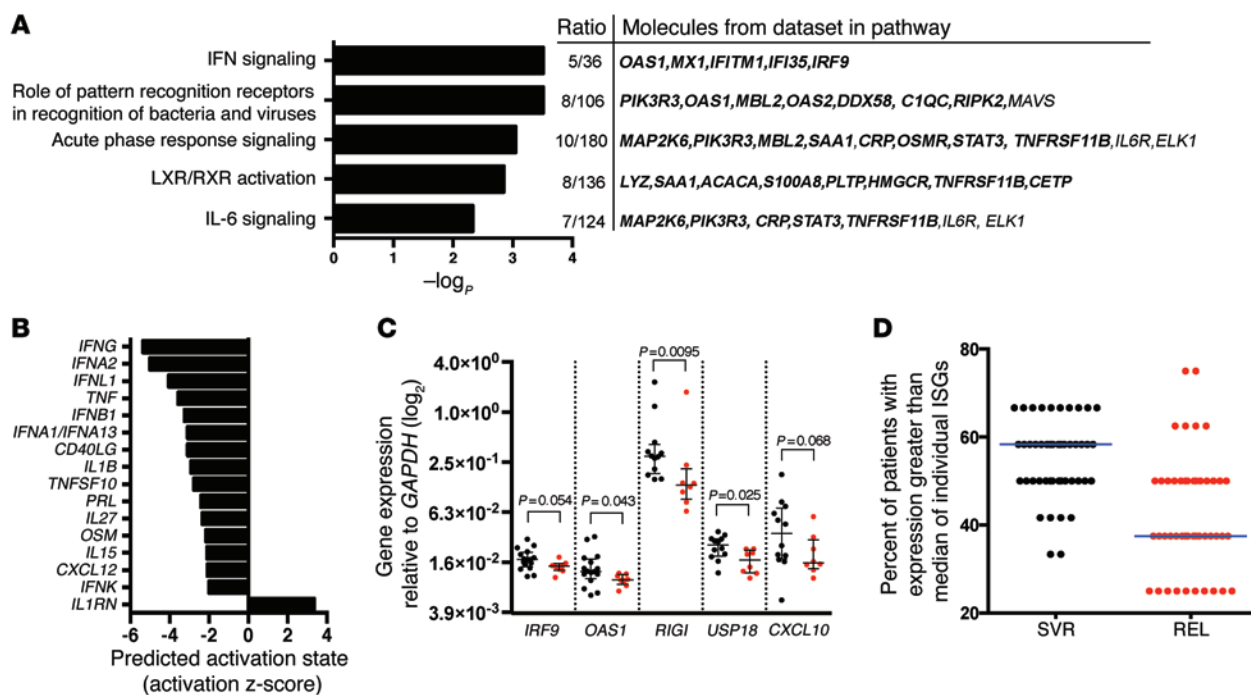 A
Ratio Molecules from dataset in pathway
IFN signaling 5/36 OAS1,MX1,IFITM1,IFI35,IRF9
Role of pattern recognition receptors
in recognition of bacteria and viruses 8/106 PIK3R3,OAS1,MBL2,OAS2,DDX58, C1QC,RIPK2,MAVS
Acute phase response signaling 10/180 MAP2K6,PIK3R3,MBL2,SAA1,CRP,OSMR,STAT3, TNFRSF11B,IL6R,ELK1
LXR/RXR activation 8/136 LYZ,SAA1,ACACA,S100A8,PLTP,HMGCR,TNFRSF11B,CETP
IL-6 signaling 7/124 MAP2K6,PIK3R3, CRP,STAT3,TNFRSF11B,IL6R, ELK1
0 1 2 3 4
–logP
B
IFNG
IFNA2
IFNL1
TNF
IFNB1
IFNA1/IFNA13
CD40LG
IL1B
TNFSF10
PRL
IL27
OSM
IL15
CXCL12
IFNK
IL1RN
-6 -4 -2 0 2 4
Predicted activation state
(activation z-score)
C
Gene expression
relative to GAPDH (log2)
4.0×10⁰
1.0×10⁰
2.5×10⁻¹
6.3×10⁻²
1.6×10⁻²
3.9×10⁻³
P=0.054
P=0.043
P=0.0095
P=0.025
P=0.068
IRF9 OAS1 RIGI USP18 CXCL10
D
Percent of patients with
expression greater than
median of individual ISGs
80
60
40
20
SVR REL